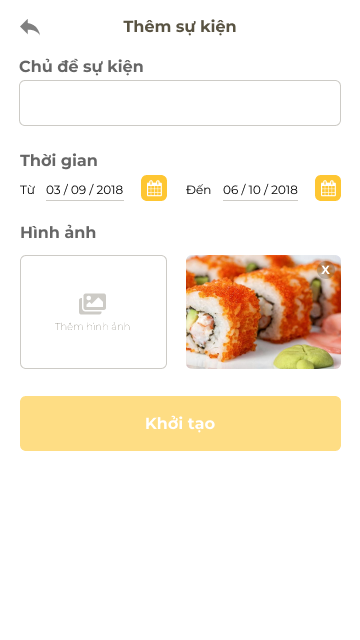 Thêm sự kiện
Chủ đề sự kiện
Thời gian
Từ 03 / 09 / 2018 Đến 06 / 10 / 2018
Hình ảnh
X
Thêm hình ảnh
Khởi tạo